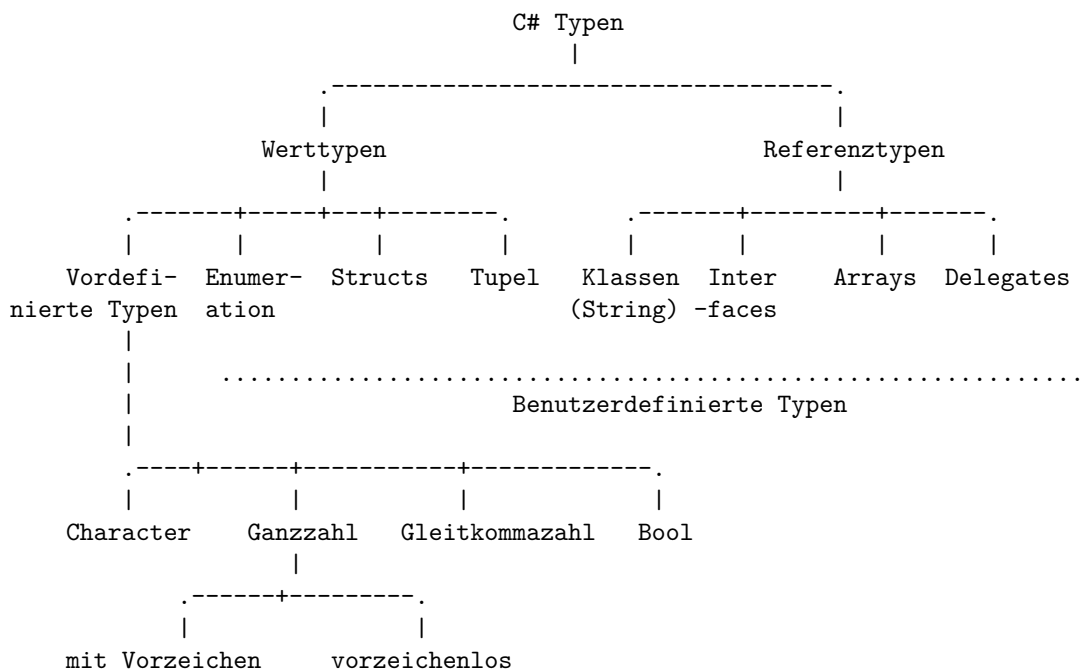 C# Typen
Werttypen Referenztypen
Vordefi- Enumer- Structs Tupel Klassen Inter Arrays Delegates
nierte Typen ation (String) -faces
Benutzerdefinierte Typen
Character Ganzzahl Gleitkommazahl Bool
mit Vorzeichen vorzeichenlos